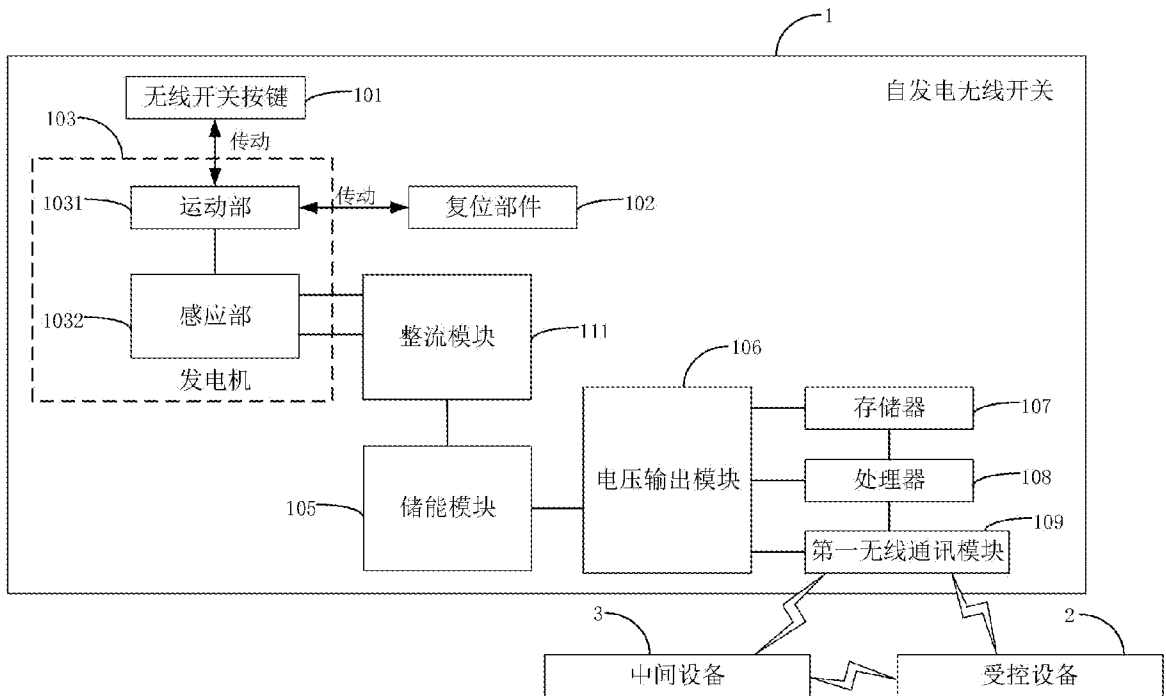 1
自发电无线开关
无线开关按键
101
103
传动
1031
运动部
传动
复位部件
102
1032
感应部
发电机
整流模块
111
106
电压输出模块
存储器
107
处理器
108
109
第一无线通讯模块
105
储能模块
3
中间设备
2
受控设备